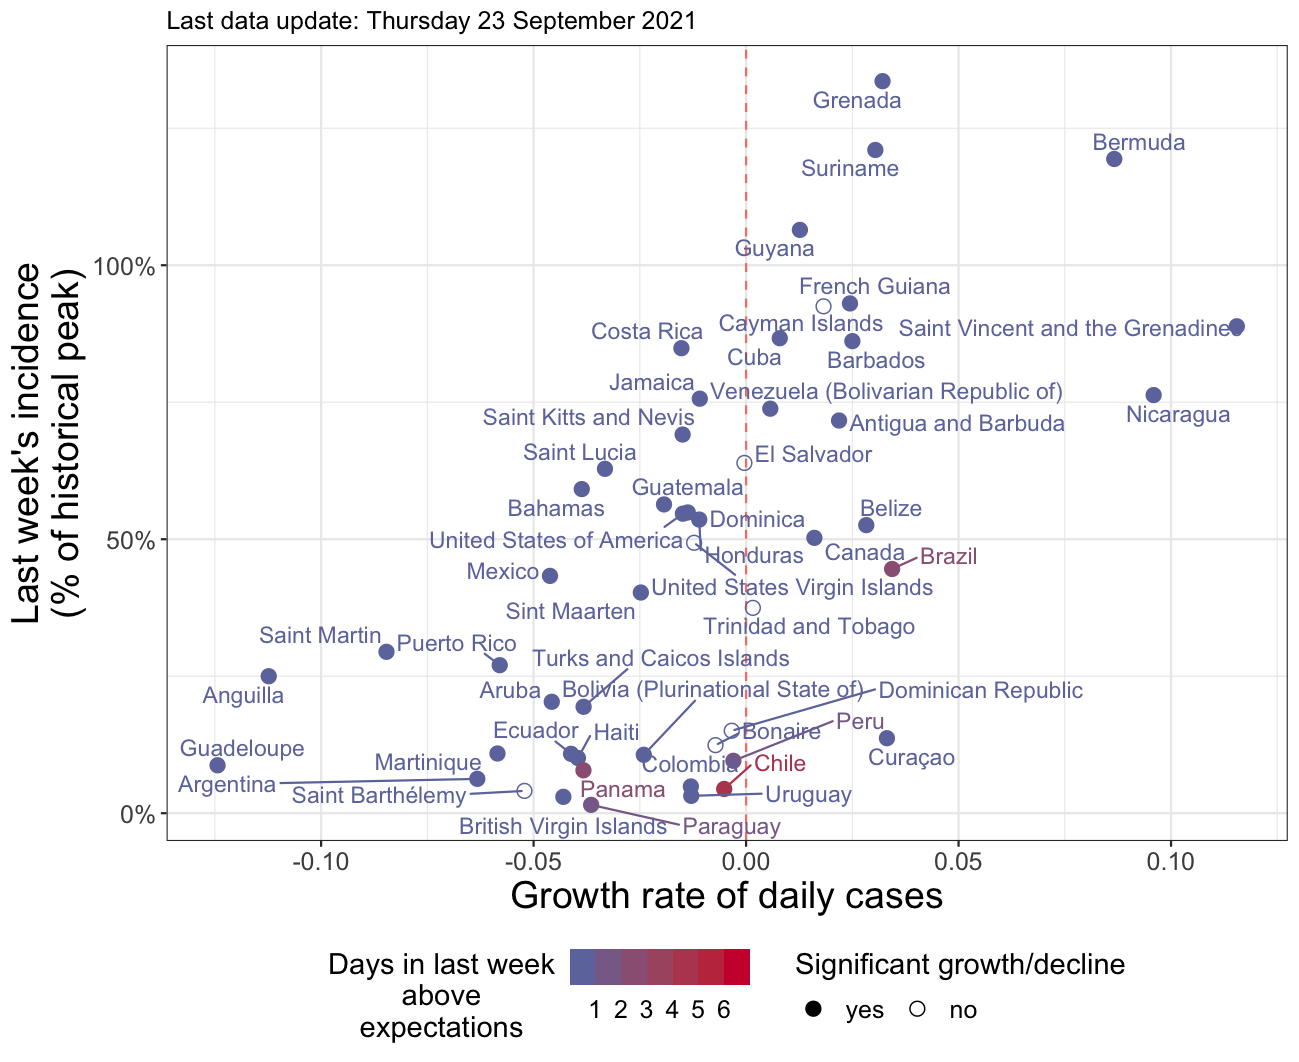 Last data update: Thursday 23 September 2021
Last week's incidence
(% of historical peak)
100%
50%
0%
Grenada
Bermuda
Suriname
Guyana
French Guiana
Cayman Islands
Saint Vincent and the Grenadines
Costa Rica
Cuba
Barbados
Jamaica
Venezuela (Bolivarian Republic of)
Nicaragua
Saint Kitts and Nevis
Antigua and Barbuda
Saint Lucia
El Salvador
Guatemala
Bahamas
Dominica
Belize
United States of America
Honduras
Canada
Brazil
Mexico
United States Virgin Islands
Sint Maarten
Trinidad and Tobago
Saint Martin
Puerto Rico
Turks and Caicos Islands
Anguilla
Aruba
Bolivia (Plurinational State of)
Dominican Republic
Ecuador
Haiti
Bonaire
Peru
Guadeloupe
Martinique
Colombia
Chile
Curaçao
Argentina
Saint Barthélemy
Panama
Uruguay
British Virgin Islands
Paraguay
-0.10
-0.05
0.00
0.05
0.10
Growth rate of daily cases
Days in last week
above
expectations
1 2 3 4 5 6
Significant growth/decline
yes
no